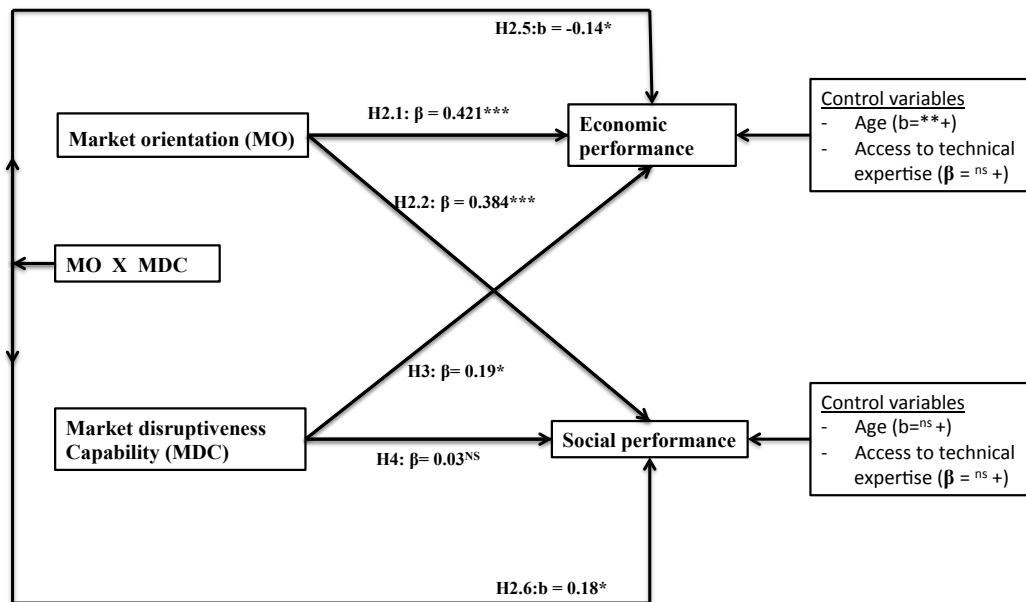 H2.5:b = -0.14*
H2.1: β = 0.421***
Market orientation (MO)
Economic
performance
Control variables
- Age (b=**+)
- Access to technical
expertise (β = ns +)
H2.2: β = 0.384***
MO X MDC
H3: β= 0.19*
Market disruptiveness
Capability (MDC)
H4: β= 0.03NS
Social performance
Control variables
- Age (b=ns +)
- Access to technical
expertise (β = ns +)
H2.6:b = 0.18*